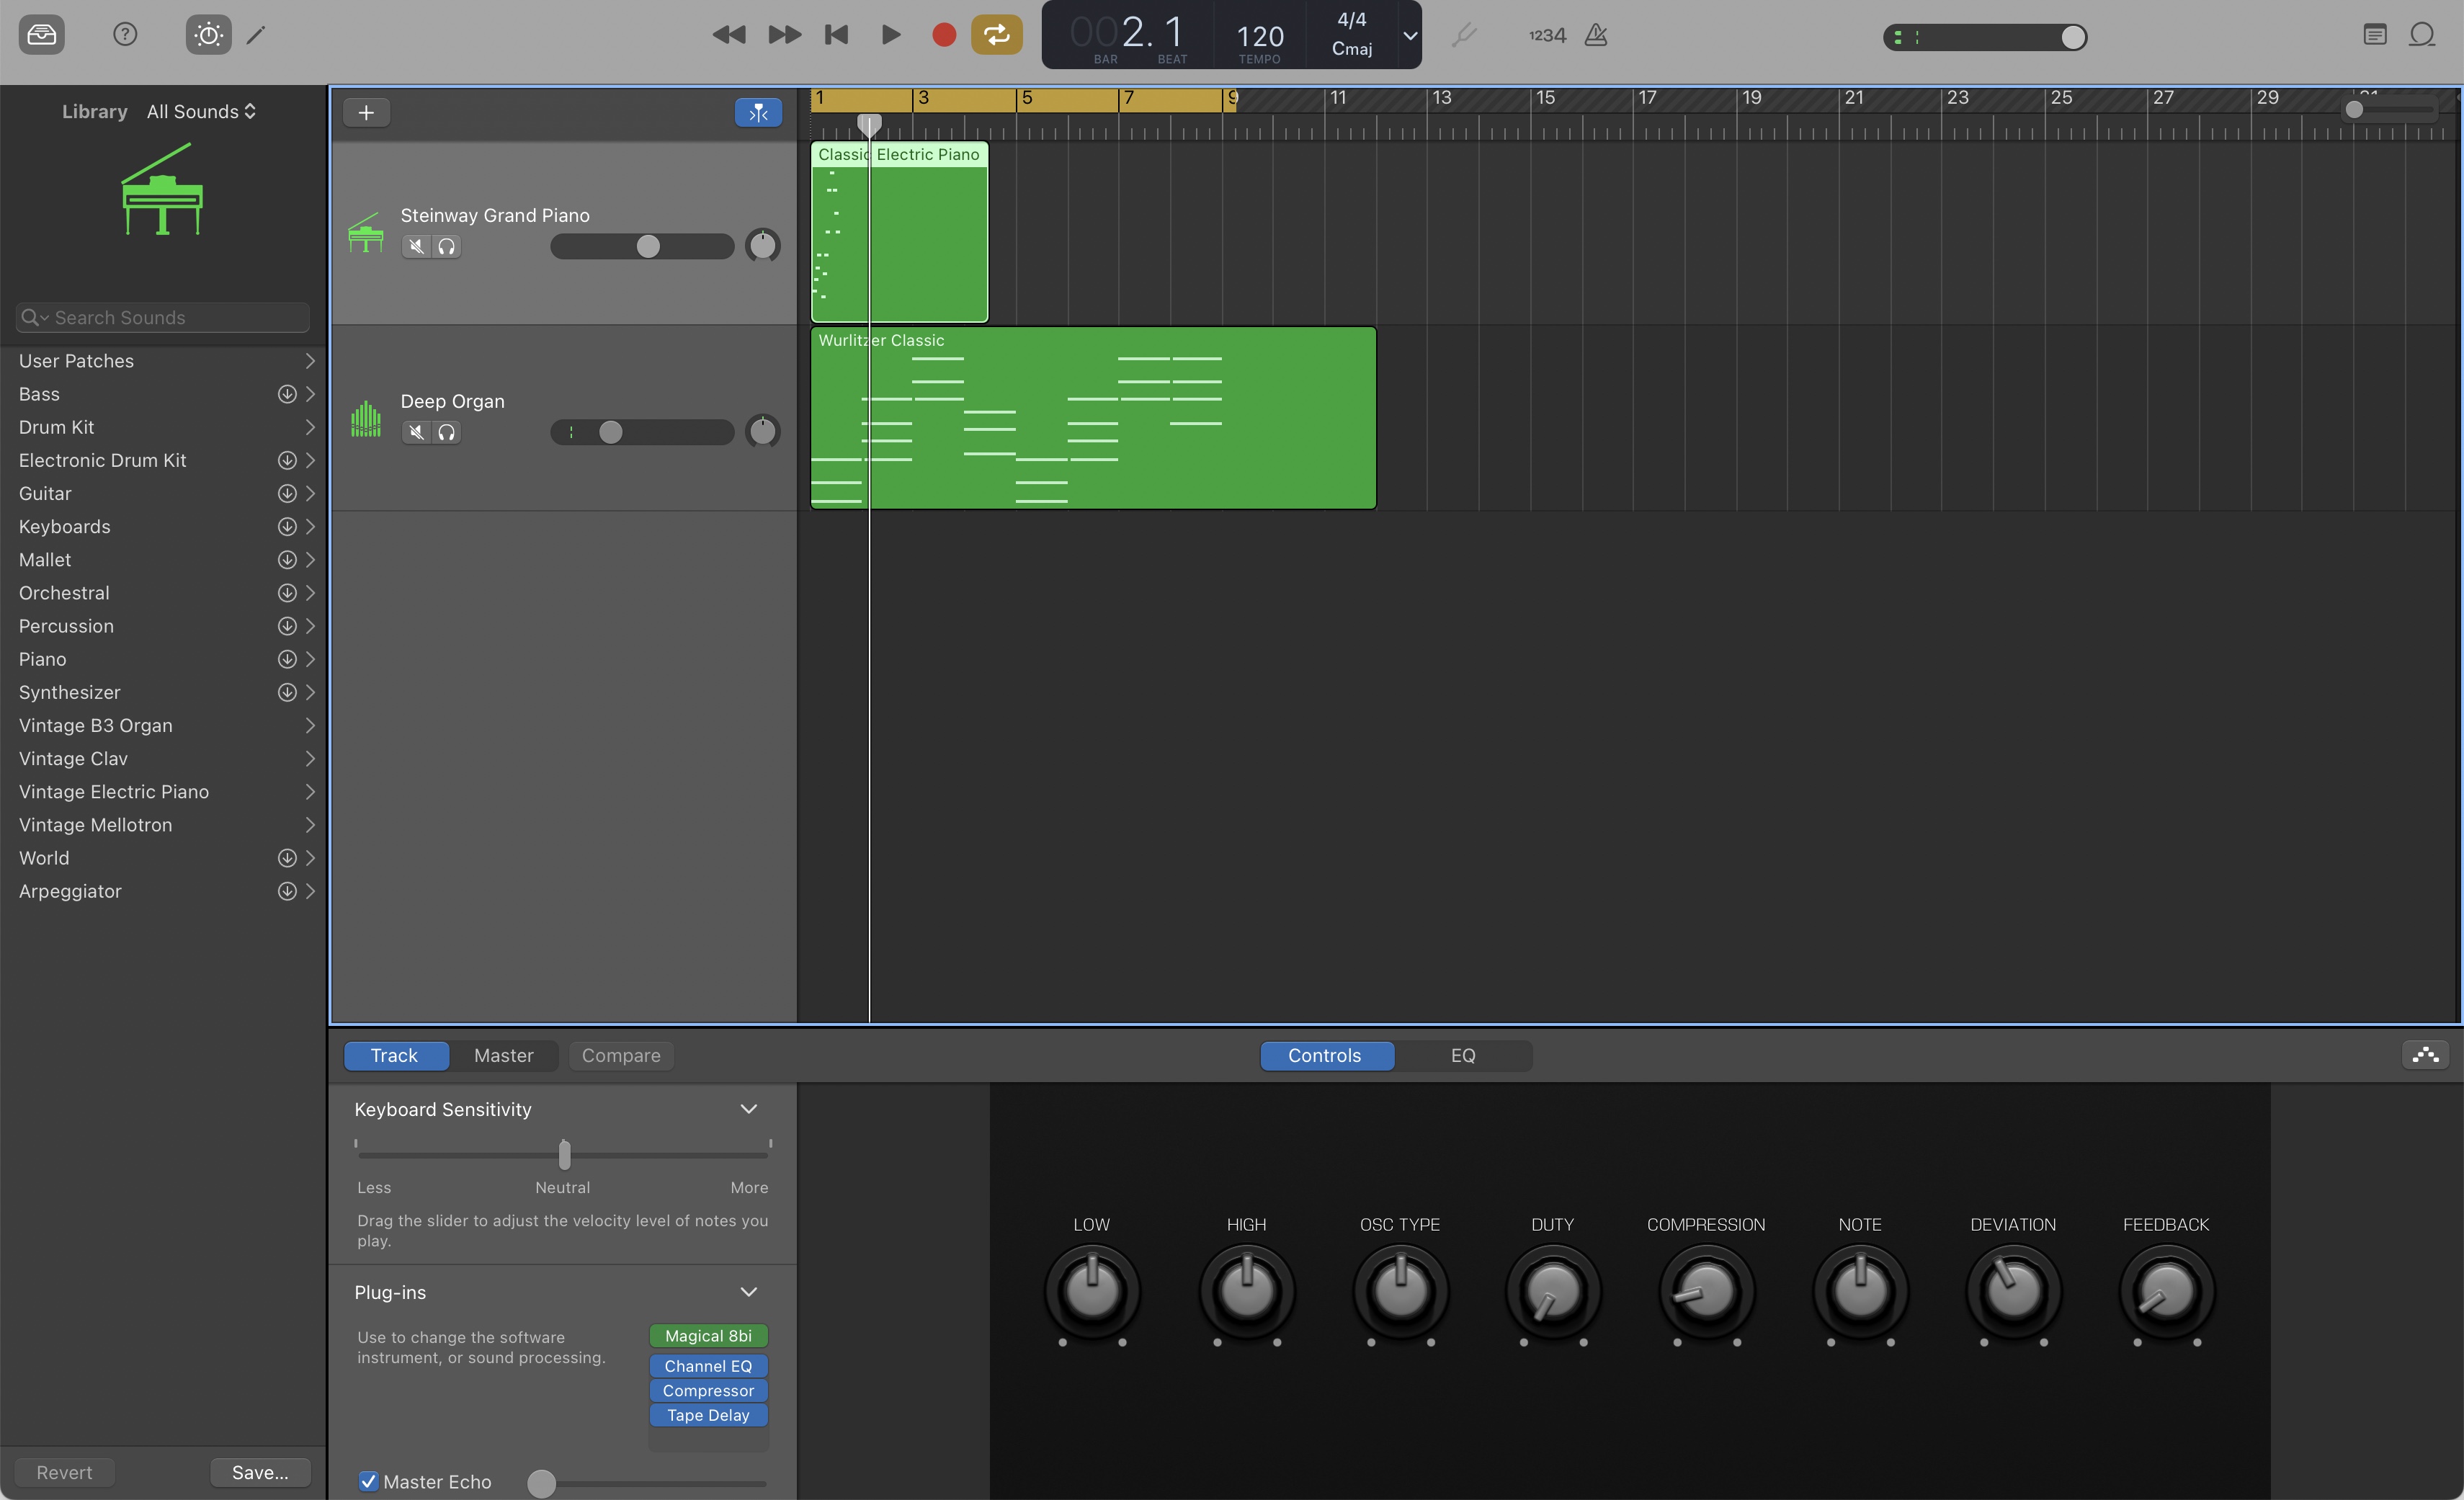 002. 1
BAR BEAT
120
TEMPO
4/4
Cmaj
1234
Library All Sounds
Search Sounds
User Patches
Bass
Drum Kit
Electronic Drum Kit
Guitar
Keyboards
Mallet
Orchestral
Percussion
Piano
Synthesizer
Vintage B3 Organ
Vintage Clav
Vintage Electric Piano
Vintage Mellotron
World
Arpeggiator
Revert Save...
1 3 5 7 9 11 13 15 17 19 21 23 25 27 29
Steinway Grand Piano
Classic Electric Piano
Deep Organ
Wurlitzer Classic
Track Master Compare
Controls EQ
Keyboard Sensitivity
Less Neutral More
Drag the slider to adjust the velocity level of notes you
play.
Plug-ins
Use to change the software
instrument, or sound processing.
Magical 8bi
Channel EQ
Compressor
Tape Delay
Master Echo
LOW HIGH OSC TYPE DUTY COMPRESSION NOTE DEVIATION FEEDBACK